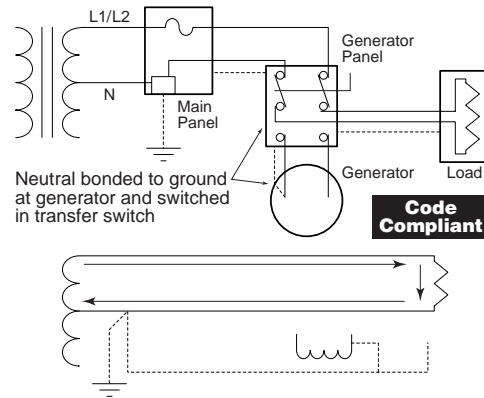 L1/L2
N
Main
Panel
Generator
Panel
Load
Generator
Neutral bonded to ground
at generator and switched
in transfer switch
Code
Compliant